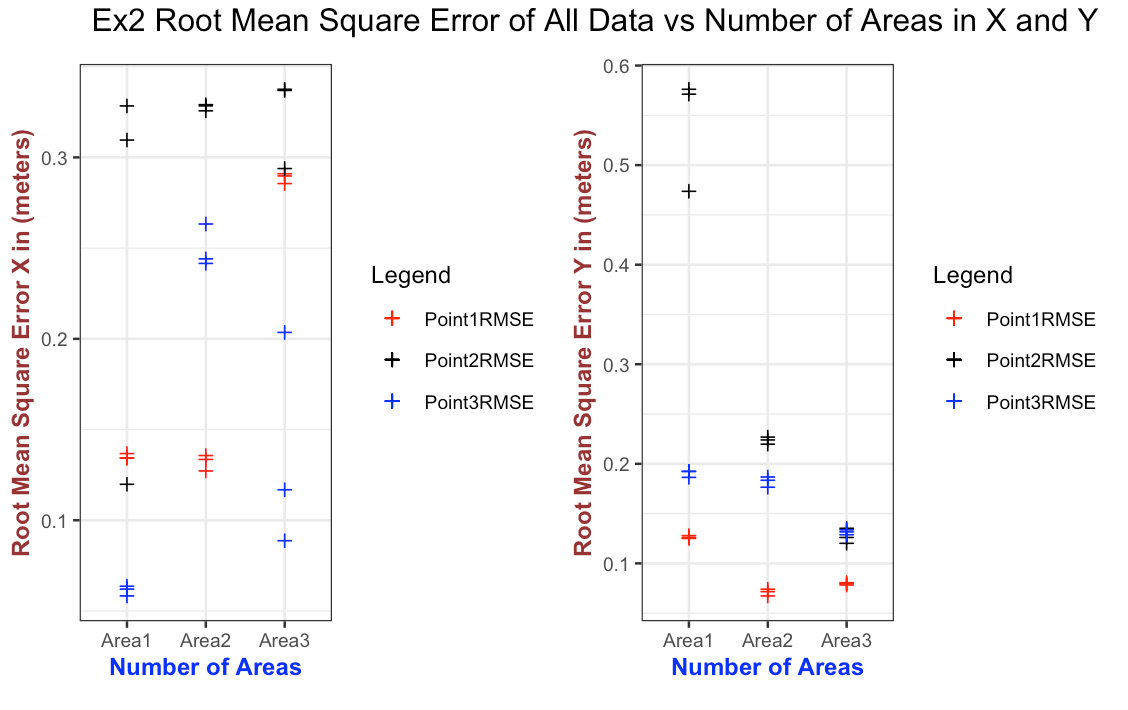 Ex2 Root Mean Square Error of All Data vs Number of Areas in X and Y
Root Mean Square Error X in (meters)
0.3
0.2
0.1
Area1 Area2 Area3
Number of Areas
Legend
Point1RMSE
Point2RMSE
Point3RMSE
Root Mean Square Error Y in (meters)
0.6
0.5
0.4
0.3
0.2
0.1
Area1 Area2 Area3
Number of Areas
Legend
Point1RMSE
Point2RMSE
Point3RMSE